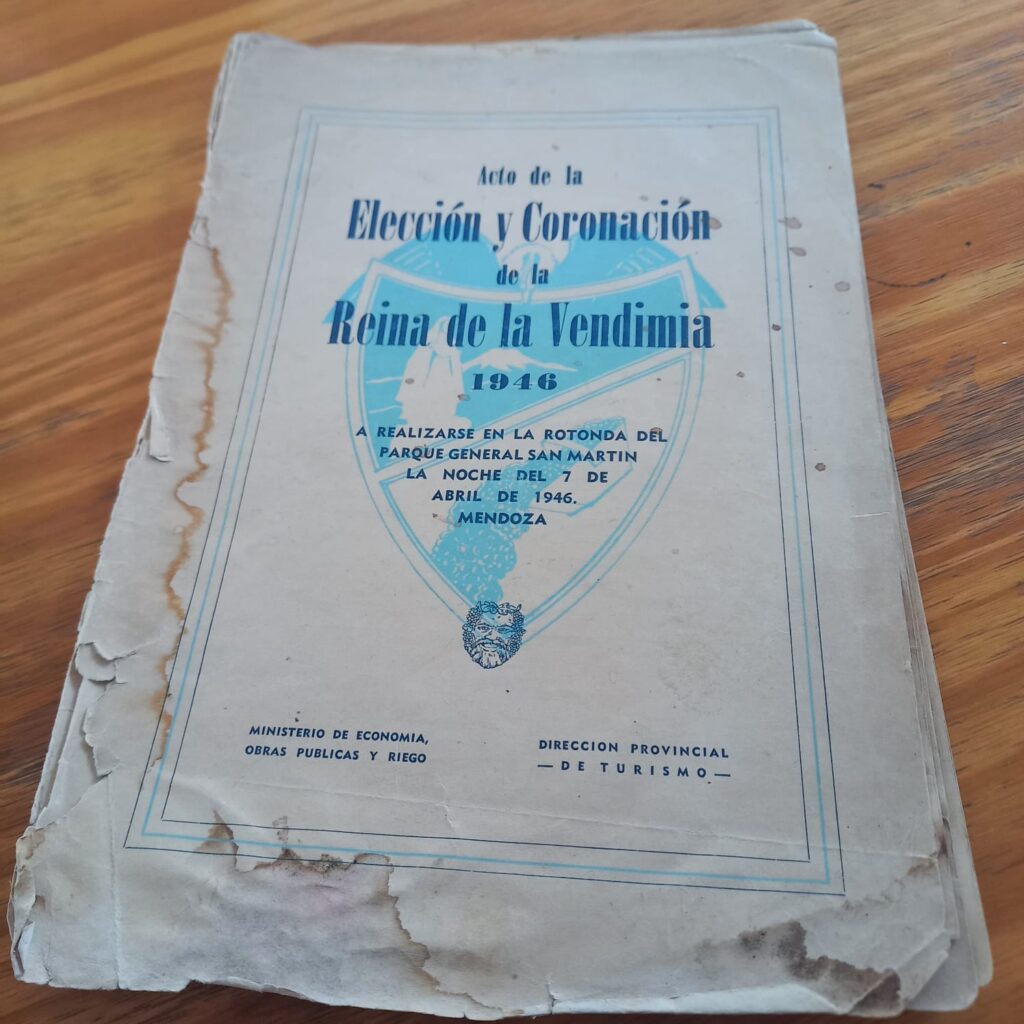 Acto de la
Elección y Coronación
de la
Reina de la Vendimia
1946
A REALIZARSE EN LA ROTONDA DEL
PARQUE GENERAL SAN MARTIN
LA NOCHE DEL 7 DE
ABRIL DE 1946.
MENDOZA
MINISTERIO DE ECONOMIA,
OBRAS PUBLICAS Y RIEGO
DIRECCION PROVINCIAL
— DE TURISMO —